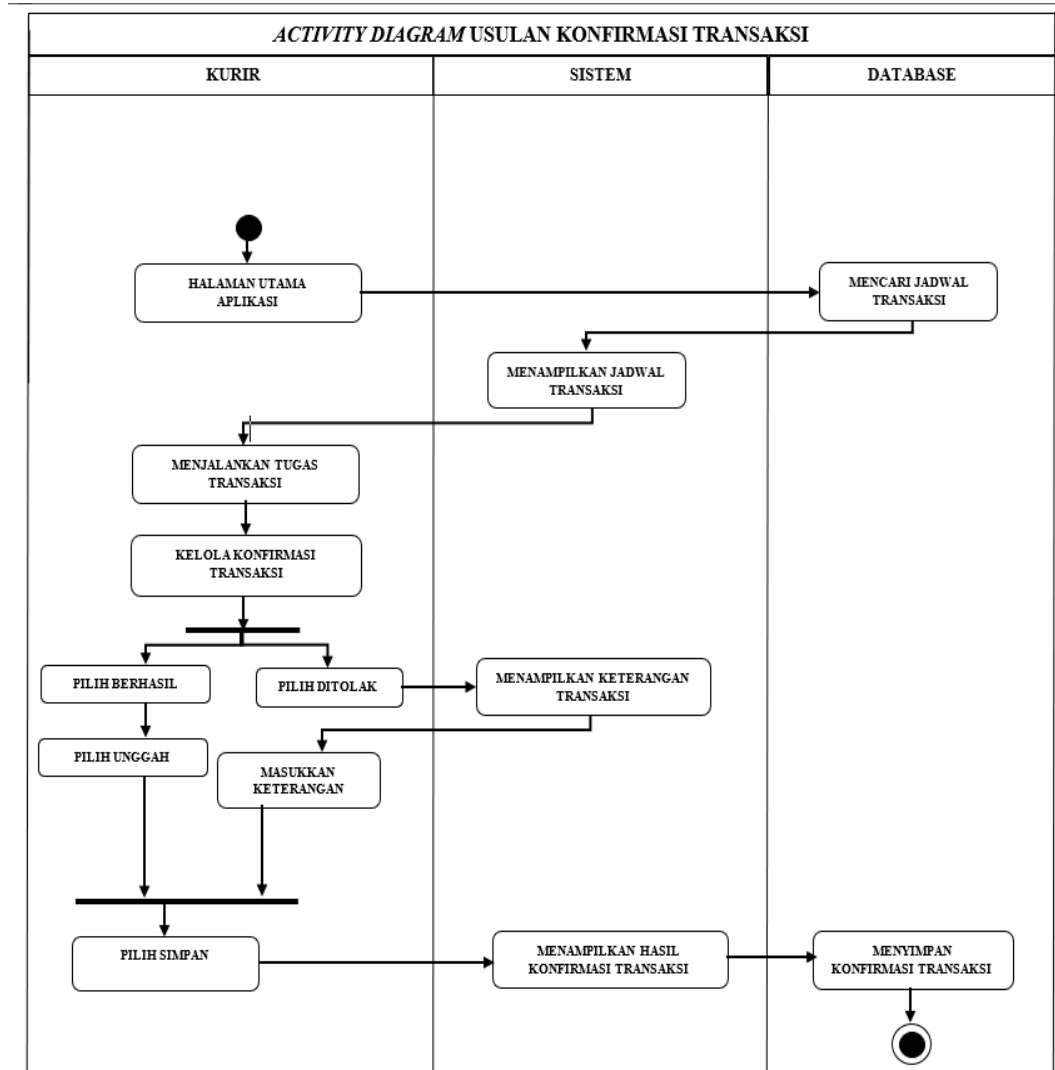 ACTIVITY DIAGRAM USULAN KONFIRMASI TRANSAKSI
KURIR
SISTEM
DATABASE
HALAMAN UTAMA
APLIKASI
MENCARI JADWAL
TRANSAKSI
MENAMPILKAN JADWAL
TRANSAKSI
MENJALANKAN TUGAS
TRANSAKSI
KELOLA KONFIRMASI
TRANSAKSI
PILIH BERHASIL
PILIH DITOLAK
MENAMPILKAN KETERANGAN
TRANSAKSI
PILIH UNGGAH
MASUKKAN
KETERANGAN
PILIH SIMPAN
MENAMPILKAN HASIL
KONFIRMASI TRANSAKSI
MENYIMPAN
KONFIRMASI TRANSAKSI